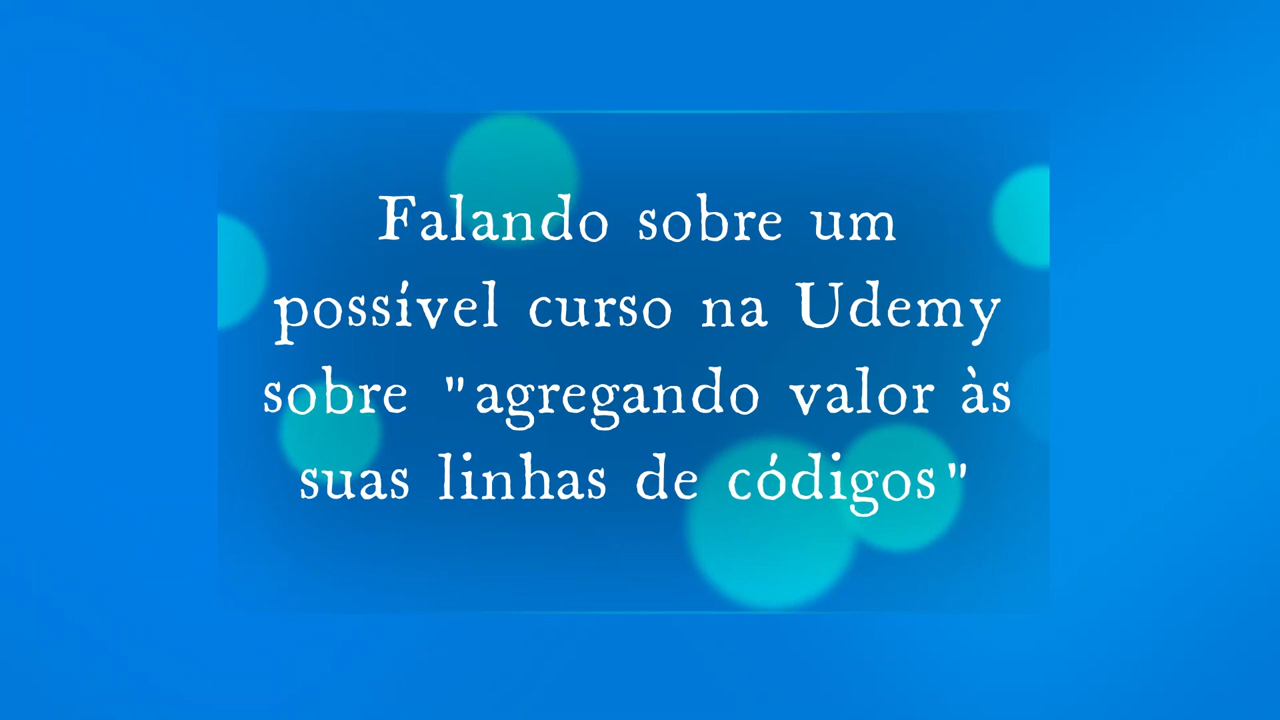 Falando sobre um
possível curso na Udemy
sobre "agregando valor às
suas linhas de códigos"